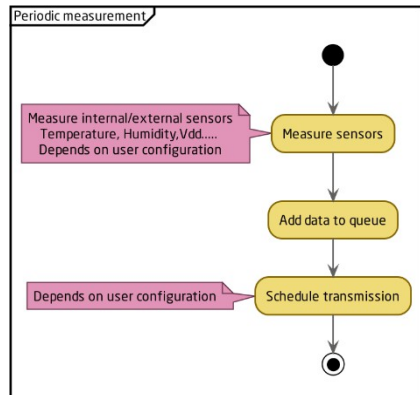 Periodic measurement
Measure internal/external sensors
Temperature, Humidity,Vdd.....
Depends on user configuration
Measure sensors
Add data to queue
Depends on user configuration
Schedule transmission